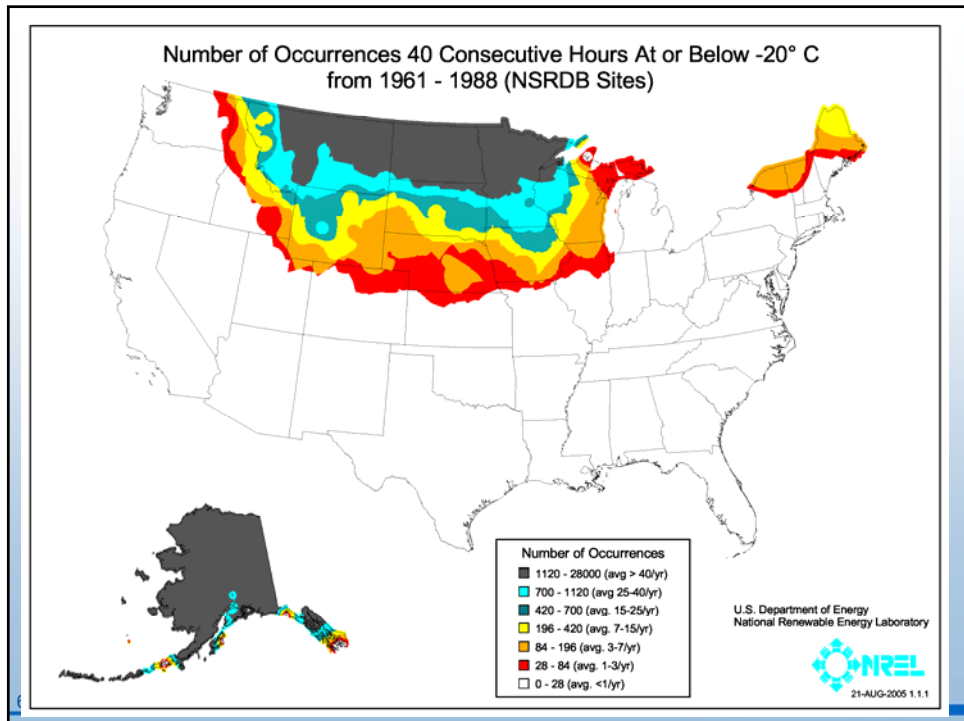 Number of Occurrences 40 Consecutive Hours At or Below -20° C
from 1961 - 1988 (NSRDB Sites)
Number of Occurrences
1120 - 28000 (avg > 40/yr)
700 - 1120 (avg 25-40/yr)
420 - 700 (avg. 15-25/yr)
196 - 420 (avg. 7-15/yr)
84 - 196 (avg. 3-7/yr)
28 - 84 (avg. 1-3/yr)
0 - 28 (avg. <1/yr)
U.S. Department of Energy
National Renewable Energy Laboratory
NREL
21-AUG-2005 1.1.1